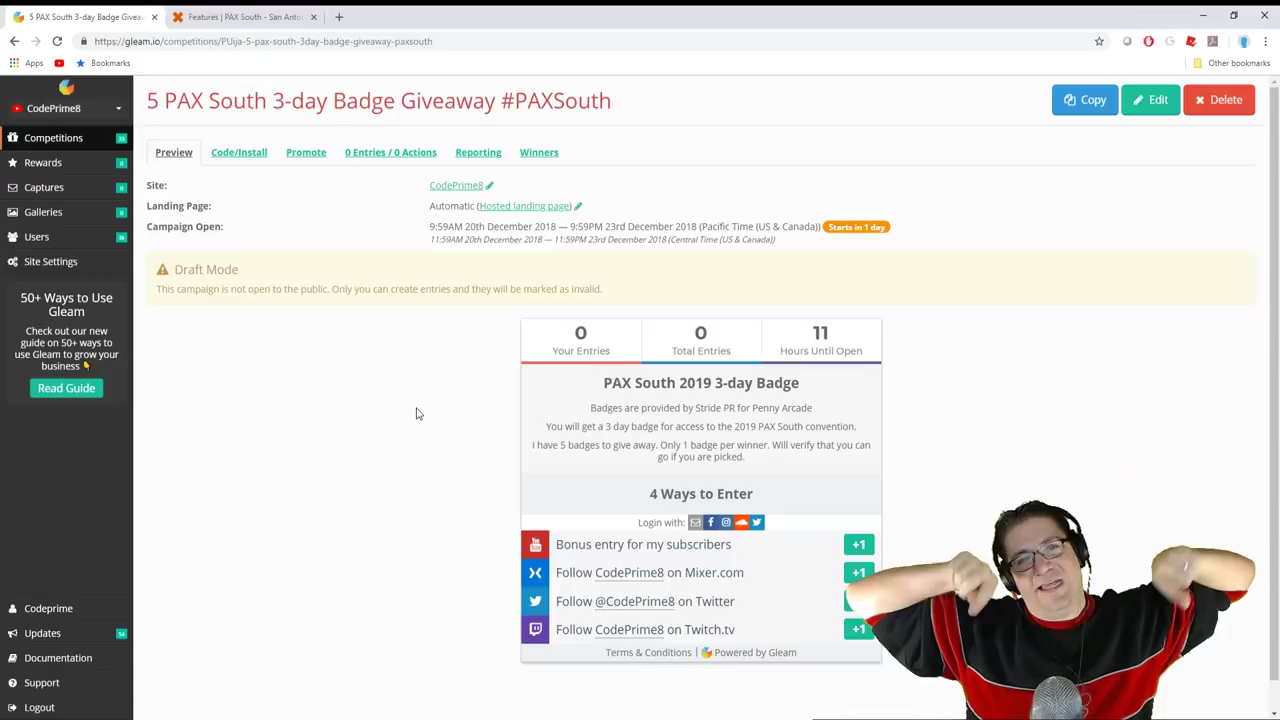 5 PAX South 3-day Badge Giveaw
Features | PAX South - San Anto
https://gleam.io/competitions/PUija-5-pax-south-3day-badge-giveaway-paxsouth
Apps
Bookmarks
Other bookmarks
CodePrime8
Competitions
Rewards 0
Captures 0
Galleries 0
Users
Site Settings
50+ Ways to Use
Gleam
Check out our new
guide on 50+ ways to
use Gleam to grow your
business 👇
Read Guide
Codeprime
Updates
Documentation
Support
Logout
5 PAX South 3-day Badge Giveaway #PAXSouth
Copy
Edit
Delete
Preview Code/Install Promote 0 Entries / 0 Actions Reporting Winners
Site: CodePrime8
Landing Page: Automatic (Hosted landing page)
Campaign Open: 9:59AM 20th December 2018 — 9:59PM 23rd December 2018 (Pacific Time (US & Canada)) Starts in 1 day
11:59AM 20th December 2018 — 11:59PM 23rd December 2018 (Central Time (US & Canada))
Draft Mode
This campaign is not open to the public. Only you can create entries and they will be marked as invalid.
0 0 11
Your Entries Total Entries Hours Until Open
PAX South 2019 3-day Badge
Badges are provided by Stride PR for Penny Arcade
You will get a 3 day badge for access to the 2019 PAX South convention.
I have 5 badges to give away. Only 1 badge per winner. Will verify that you can
go if you are picked.
4 Ways to Enter
Login with:
Bonus entry for my subscribers +1
Follow CodePrime8 on Mixer.com +1
Follow @CodePrime8 on Twitter
Follow CodePrime8 on Twitch.tv +1
Terms & Conditions | Powered by Gleam